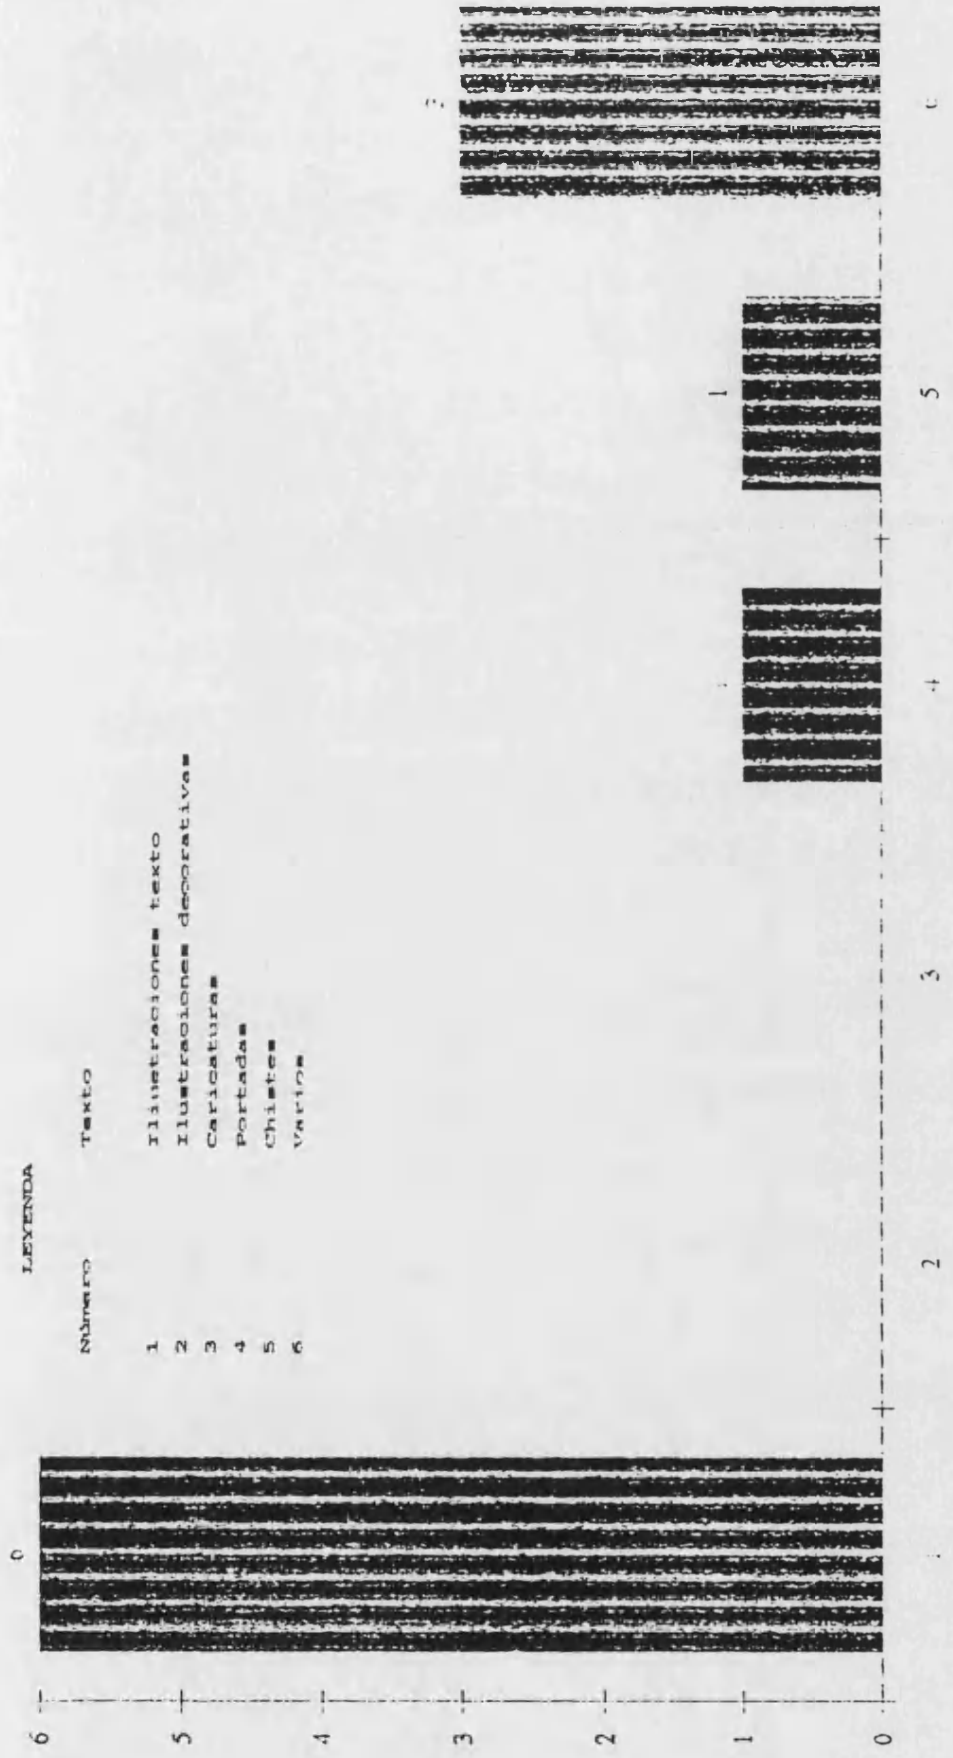 LEYENDA
Número Texto
1 Ilustraciones texto
2 Ilustraciones decorativas
3 Caricaturas
4 Portadas
5 Chistes
6 Varios
6
5
4
3
2
1
0
1
2 3 4 5